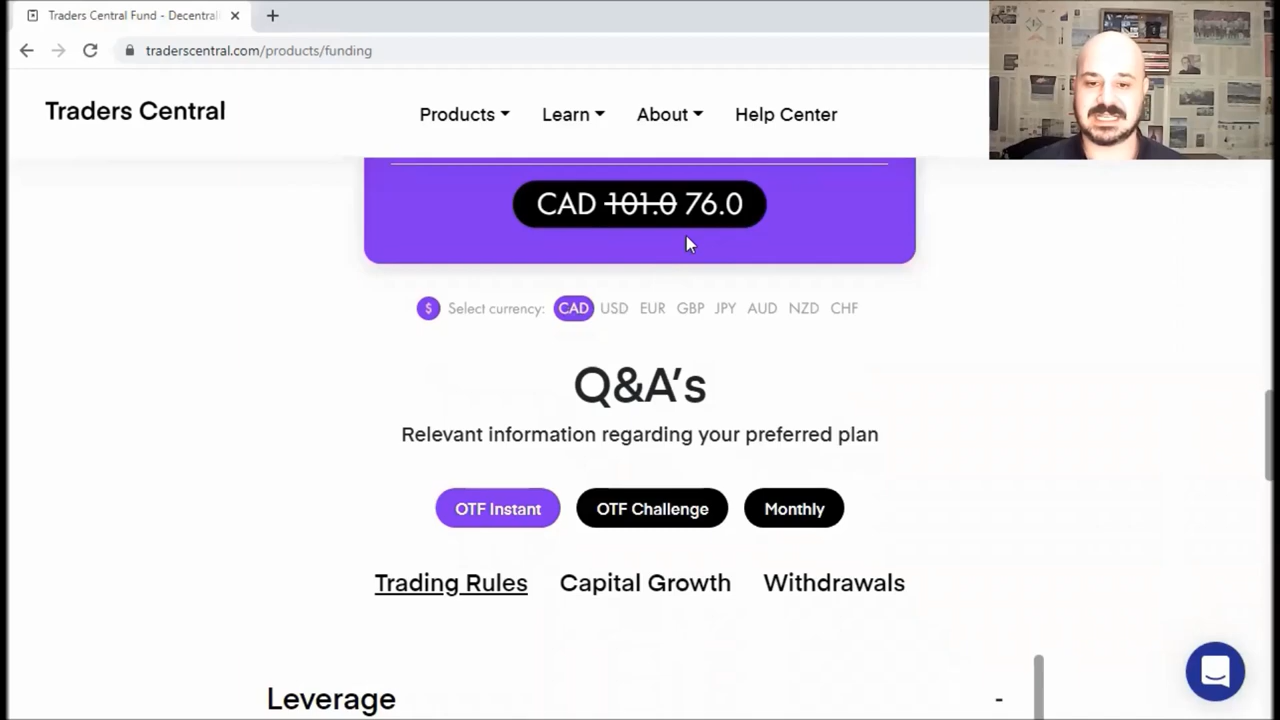 Traders Central Fund - Decentral
traderscentral.com/products/funding
Traders Central
Products Learn About Help Center
CAD 101.0 76.0
$ Select currency: CAD USD EUR GBP JPY AUD NZD CHF
Q&A's
Relevant information regarding your preferred plan
OTF Instant OTF Challenge Monthly
Trading Rules Capital Growth Withdrawals
Leverage -